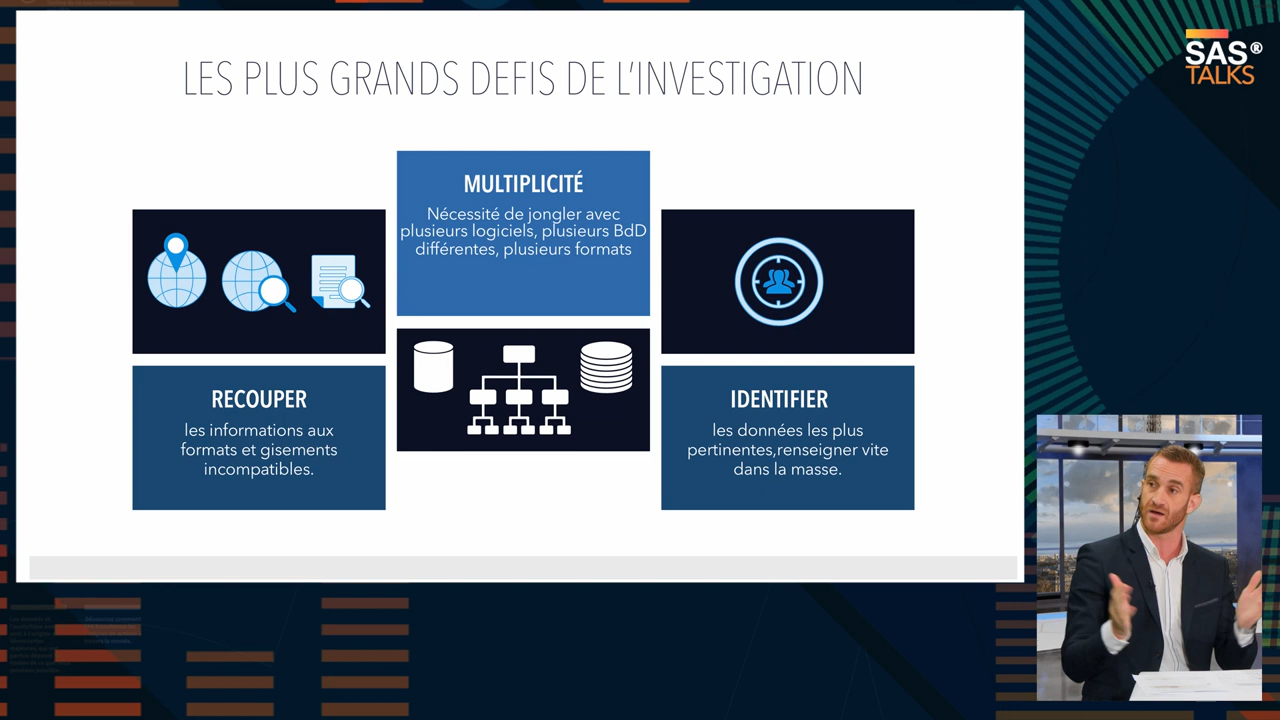 LES PLUS GRANDS DEFIS DE L'INVESTIGATION
MULTIPLICITÉ
Nécessité de jongler avec
plusieurs logiciels, plusieurs BdD
différentes, plusieurs formats
RECOUPER
les informations aux
formats et gisements
incompatibles.
IDENTIFIER
les données les plus
pertinentes,renseigner vite
dans la masse.
SAS®
TALKS